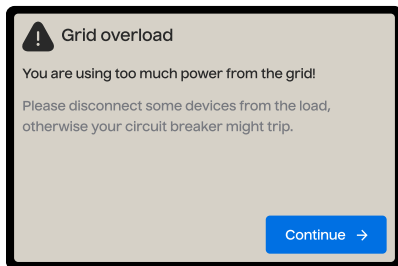 Grid overload
You are using too much power from the grid!
Please disconnect some devices from the load,
otherwise your circuit breaker might trip.
Continue →